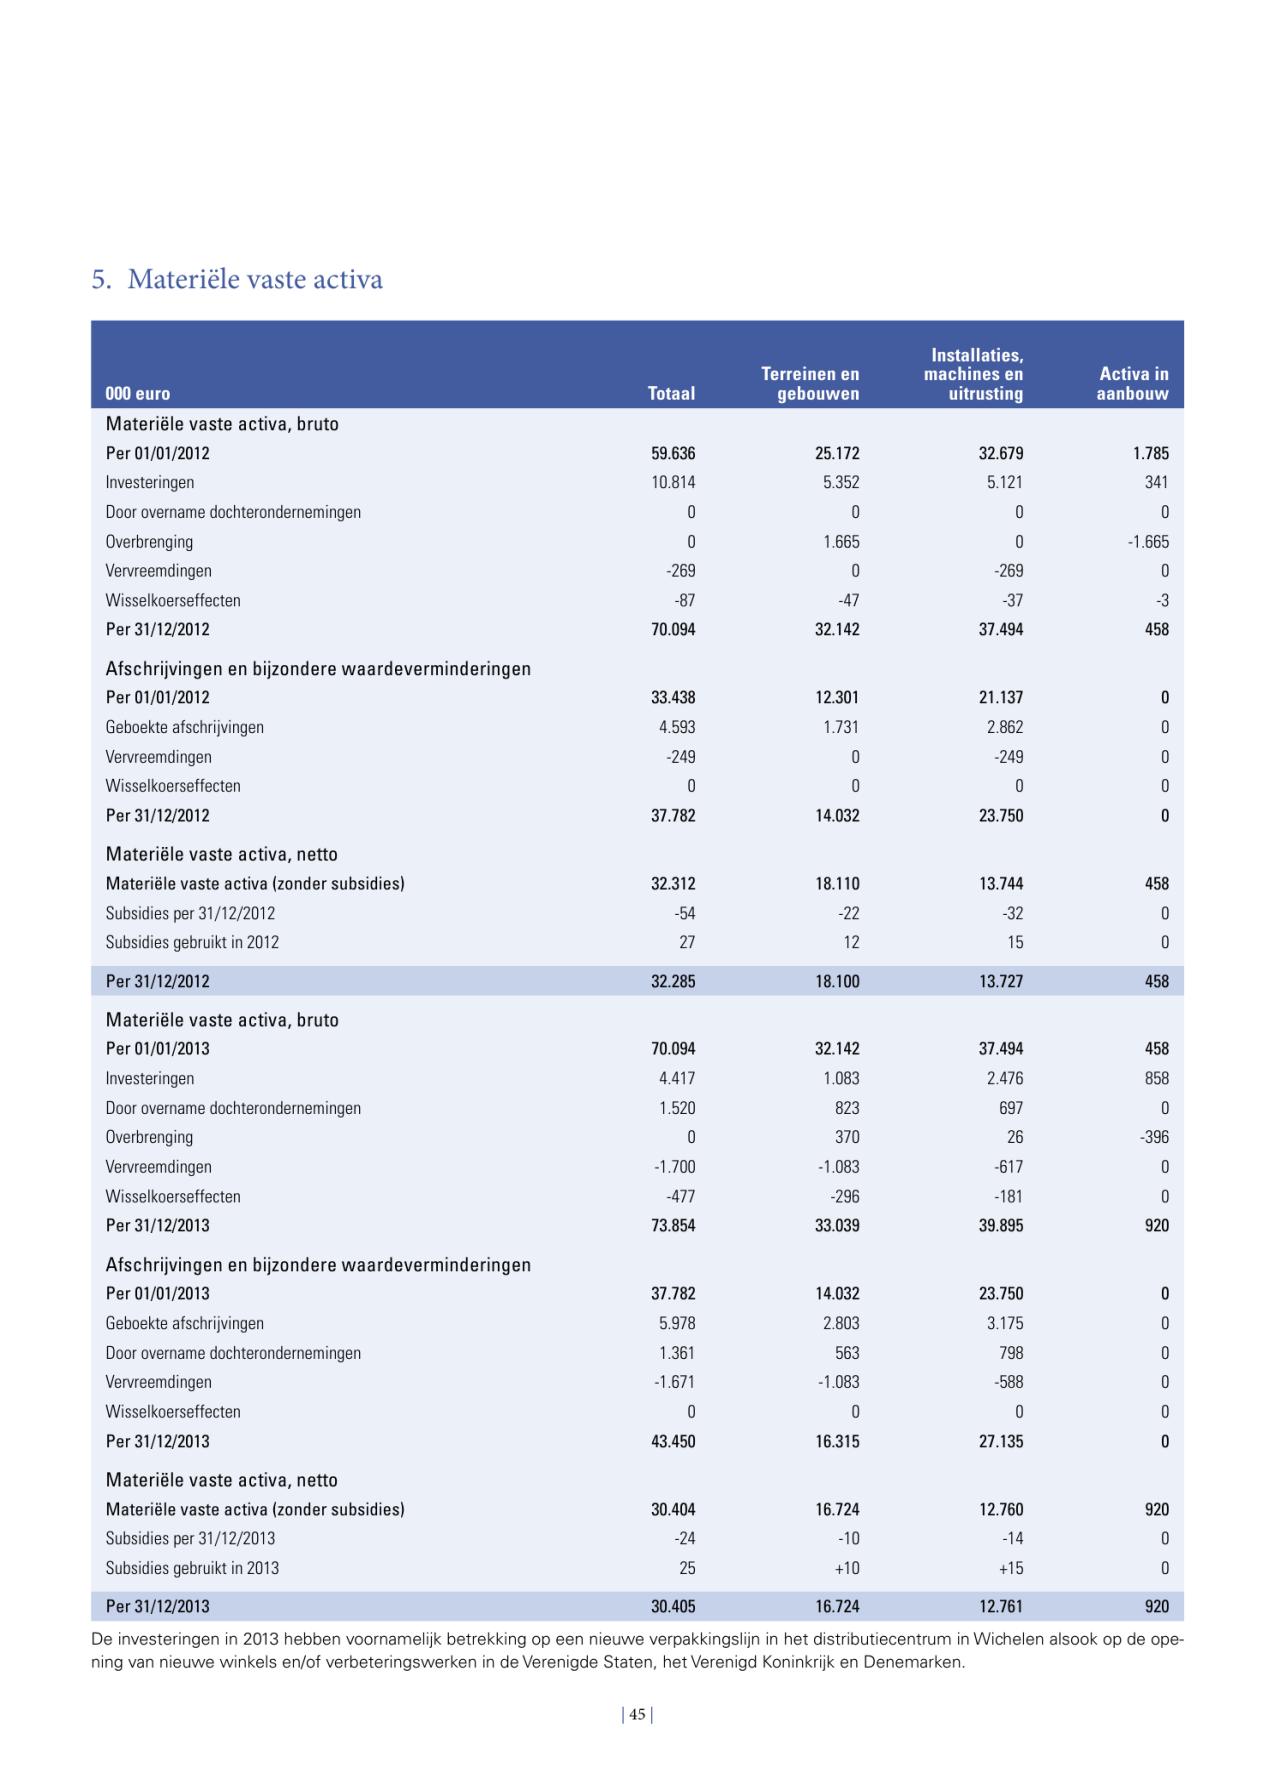 5. Materiële vaste activa
000 euro Totaal Terreinen en gebouwen Installaties, machines en uitrusting Activa in aanbouw
Materiële vaste activa, bruto
Per 01/01/2012 59.636 25.172 32.679 1.785
Investeringen 10.814 5.352 5.121 341
Door overname dochterondernemingen 0 0 0 0
Overbrenging 0 1.665 0 -1.665
Vervreemdingen -269 0 -269 0
Wisselkoerseffecten -87 -47 -37 -3
Per 31/12/2012 70.094 32.142 37.494 458
Afschrijvingen en bijzondere waardeverminderingen
Per 01/01/2012 33.438 12.301 21.137 0
Geboekte afschrijvingen 4.593 1.731 2.862 0
Vervreemdingen -249 0 -249 0
Wisselkoerseffecten 0 0 0 0
Per 31/12/2012 37.782 14.032 23.750 0
Materiële vaste activa, netto
Materiële vaste activa (zonder subsidies) 32.312 18.110 13.744 458
Subsidies per 31/12/2012 -54 -22 -32 0
Subsidies gebruikt in 2012 27 12 15 0
Per 31/12/2012 32.285 18.100 13.727 458
Materiële vaste activa, bruto
Per 01/01/2013 70.094 32.142 37.494 458
Investeringen 4.417 1.083 2.476 858
Door overname dochterondernemingen 1.520 823 697 0
Overbrenging 0 370 26 -396
Vervreemdingen -1.700 -1.083 -617 0
Wisselkoerseffecten -477 -296 -181 0
Per 31/12/2013 73.854 33.039 39.895 920
Afschrijvingen en bijzondere waardeverminderingen
Per 01/01/2013 37.782 14.032 23.750 0
Geboekte afschrijvingen 5.978 2.803 3.175 0
Door overname dochterondernemingen 1.361 563 798 0
Vervreemdingen -1.671 -1.083 -588 0
Wisselkoerseffecten 0 0 0 0
Per 31/12/2013 43.450 16.315 27.135 0
Materiële vaste activa, netto
Materiële vaste activa (zonder subsidies) 30.404 16.724 12.760 920
Subsidies per 31/12/2013 -24 -10 -14 0
Subsidies gebruikt in 2013 25 +10 +15 0
Per 31/12/2013 30.405 16.724 12.761 920
De investeringen in 2013 hebben voornamelijk betrekking op een nieuwe verpakkingslijn in het distributiecentrum in Wichelen alsook op de ope-
ning van nieuwe winkels en/of verbeteringswerken in de Verenigde Staten, het Verenigd Koninkrijk en Denemarken.
| 45 |